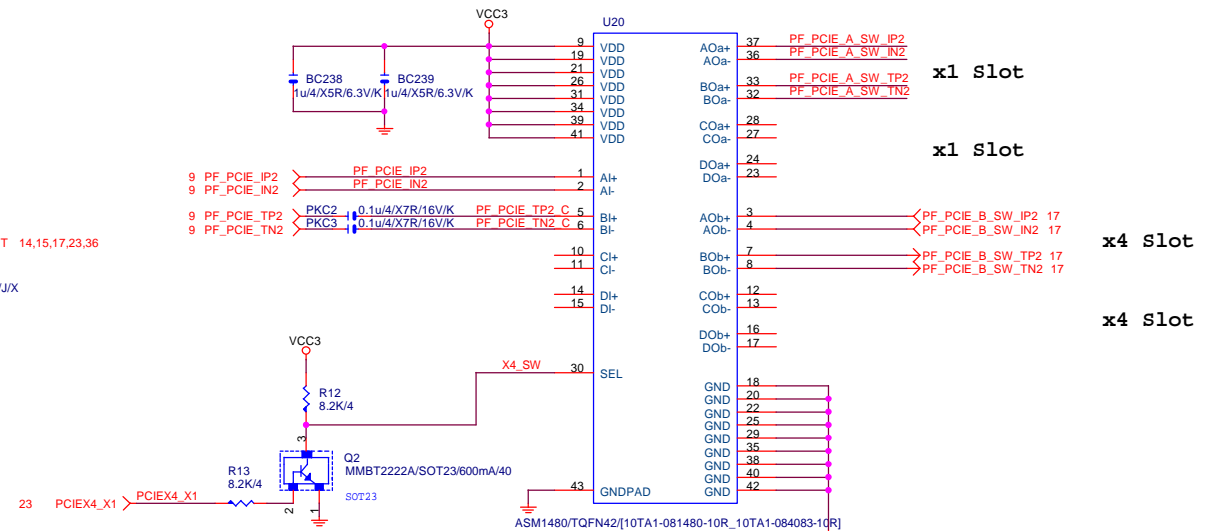 VCC3
U20
9 VDD
19 VDD
21 VDD
26 VDD
31 VDD
34 VDD
39 VDD
41 VDD
BC238
1u/4/X5R/6.3V/K
BC239
1u/4/X5R/6.3V/K
AOa+ 37 PF_PCIE_A_SW_IP2
AOa- 36 PF_PCIE_A_SW_IN2
x1 Slot
BOa+ 33 PF_PCIE_A_SW_TP2
BOa- 32 PF_PCIE_A_SW_TN2
COa+ 28
COa- 27
x1 Slot
DOa+ 24
DOa- 23
9 PF_PCIE_IP2 PF_PCIE_IP2 1 AI+
9 PF_PCIE_IN2 PF_PCIE_IN2 2 AI-
9 PF_PCIE_TP2 PKC2 0.1u/4/X7R/16V/K PF_PCIE_TP2_C 5 BI+
9 PF_PCIE_TN2 PKC3 0.1u/4/X7R/16V/K PF_PCIE_TN2_C 6 BI-
AOb+ 3 PF_PCIE_B_SW_IP2 17
AOb- 4 PF_PCIE_B_SW_IN2 17
x4 Slot
BOb+ 7 PF_PCIE_B_SW_TP2 17
BOb- 8 PF_PCIE_B_SW_TN2 17
T 14,15,17,23,36
/J/X
10 CI+
11 CI-
14 DI+
15 DI-
COb+ 12
COb- 13
x4 Slot
DOb+ 16
DOb- 17
VCC3
R12
8.2K/4
X4_SW 30 SEL
GND 18
GND 20
GND 22
GND 25
GND 29
GND 35
GND 38
GND 40
GND 42
3
Q2
MMBT2222A/SOT23/600mA/40
SOT23
R13
8.2K/4
23 PCIEX4_X1 PCIEX4_X1
2
1
43 GNDPAD
ASM1480/TQFN42/[10TA1-081480-10R_10TA1-084083-10R]